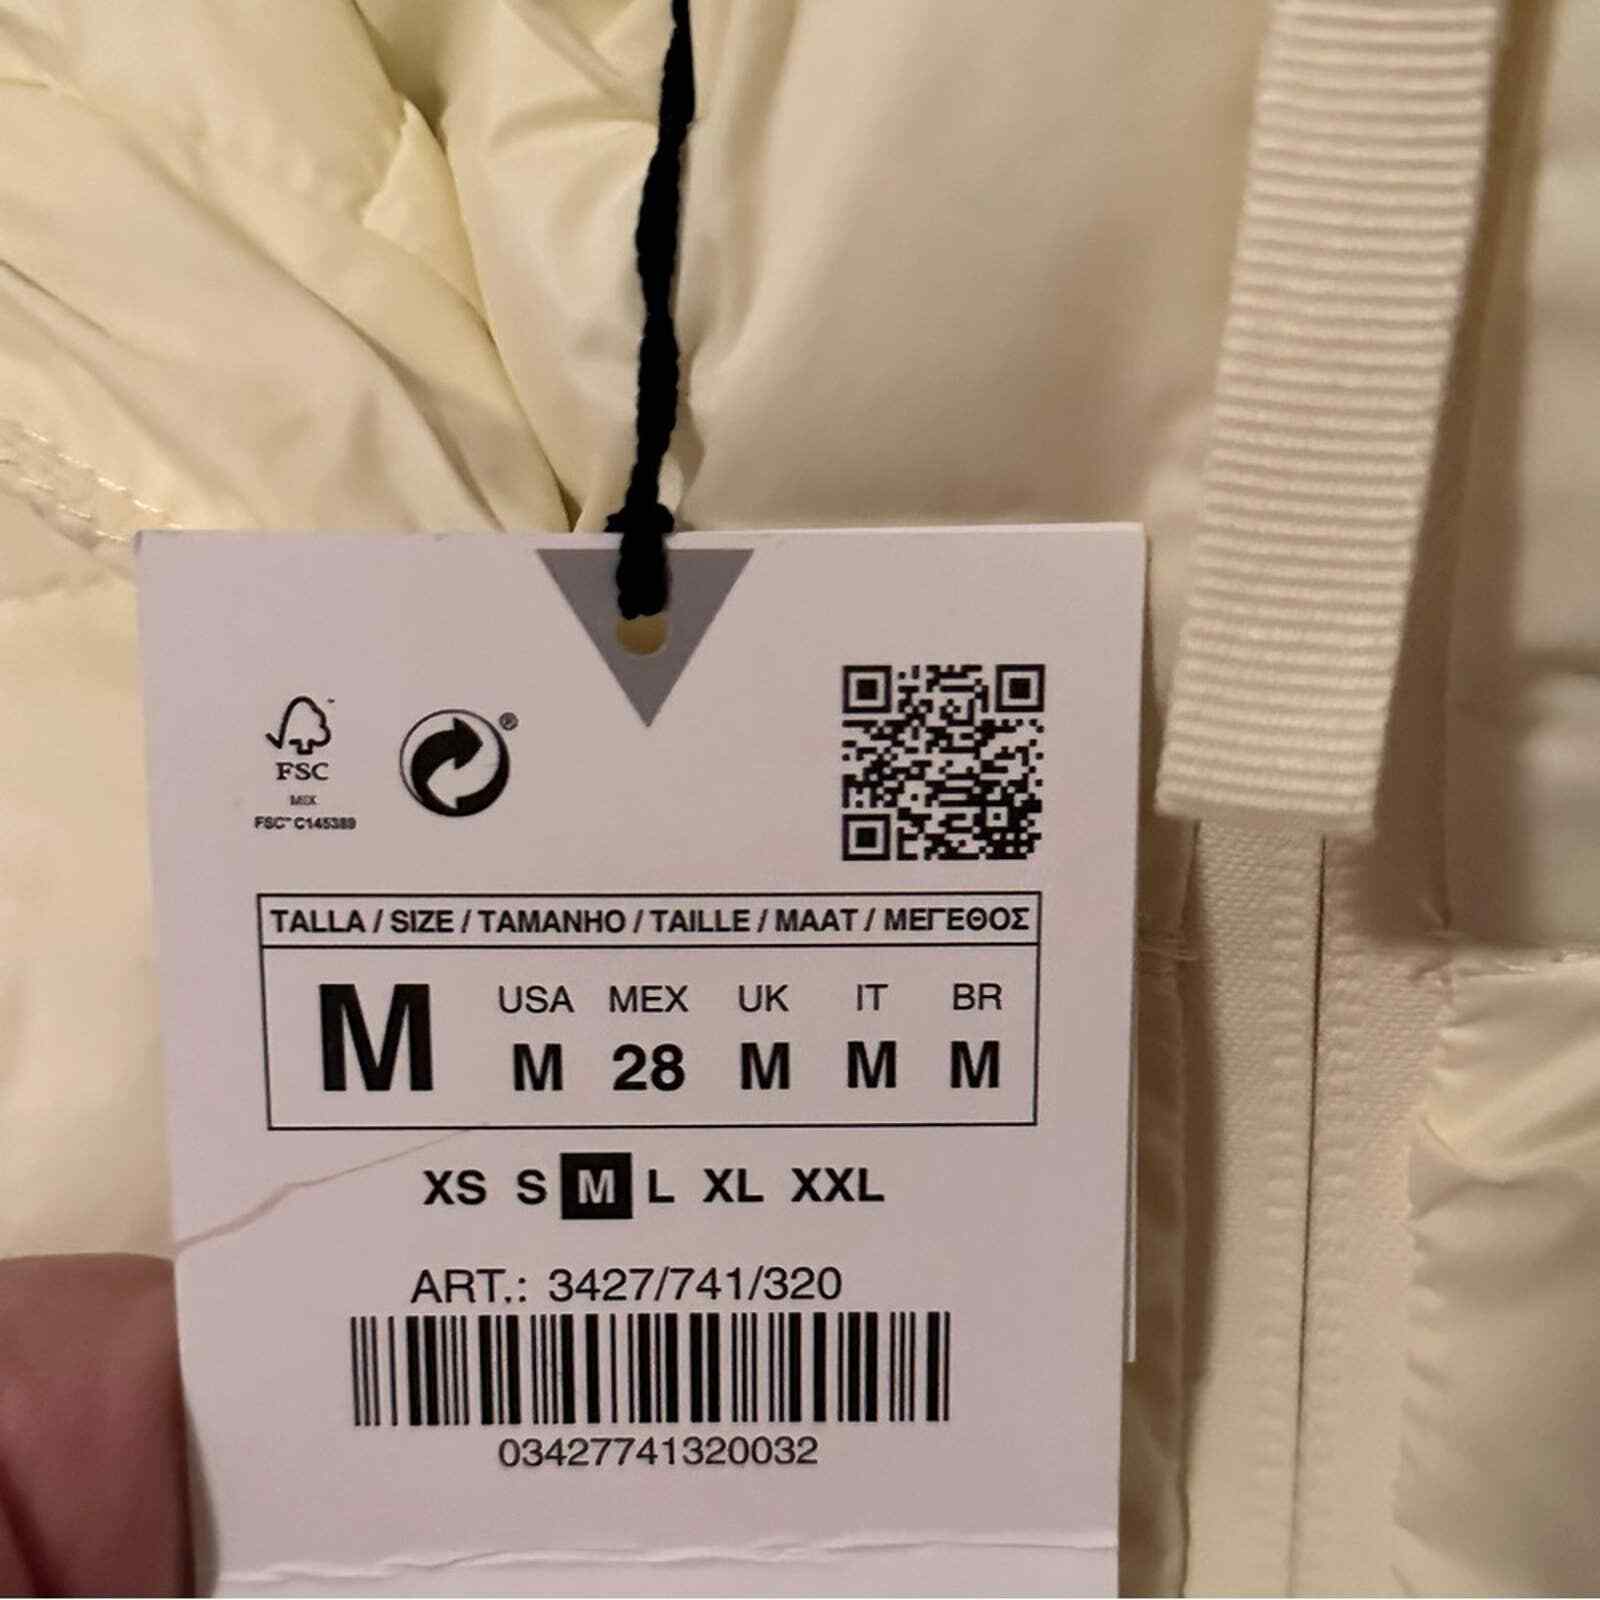 FSC
MIX
FSC™ C145389
®
TALLA / SIZE / TAMANHO / TAILLE / MAAT / ΜΕΓΕΘΟΣ
M
USA MEX UK IT BR
M 28 M M M
XS S M L XL XXL
ART.: 3427/741/320
03427741320032